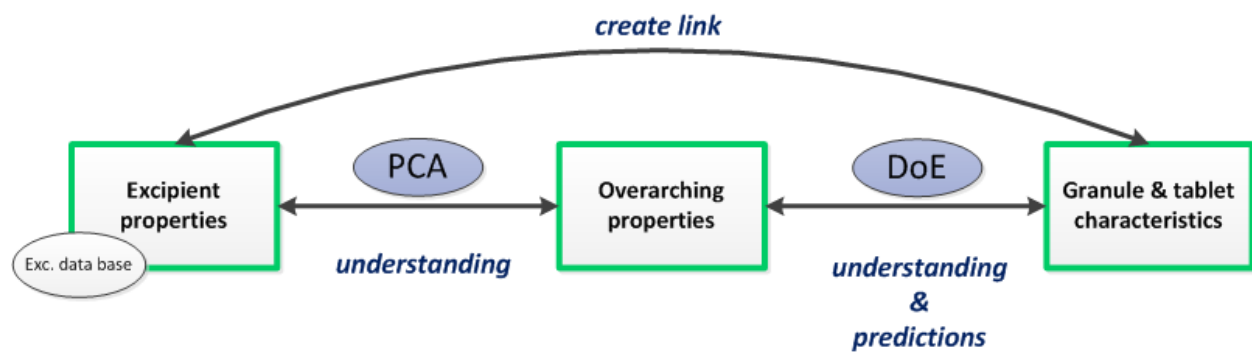 create link
PCA
DoE
Excipient
properties
Overarching
properties
Granule & tablet
characteristics
Exc. data base
understanding
understanding
&
predictions